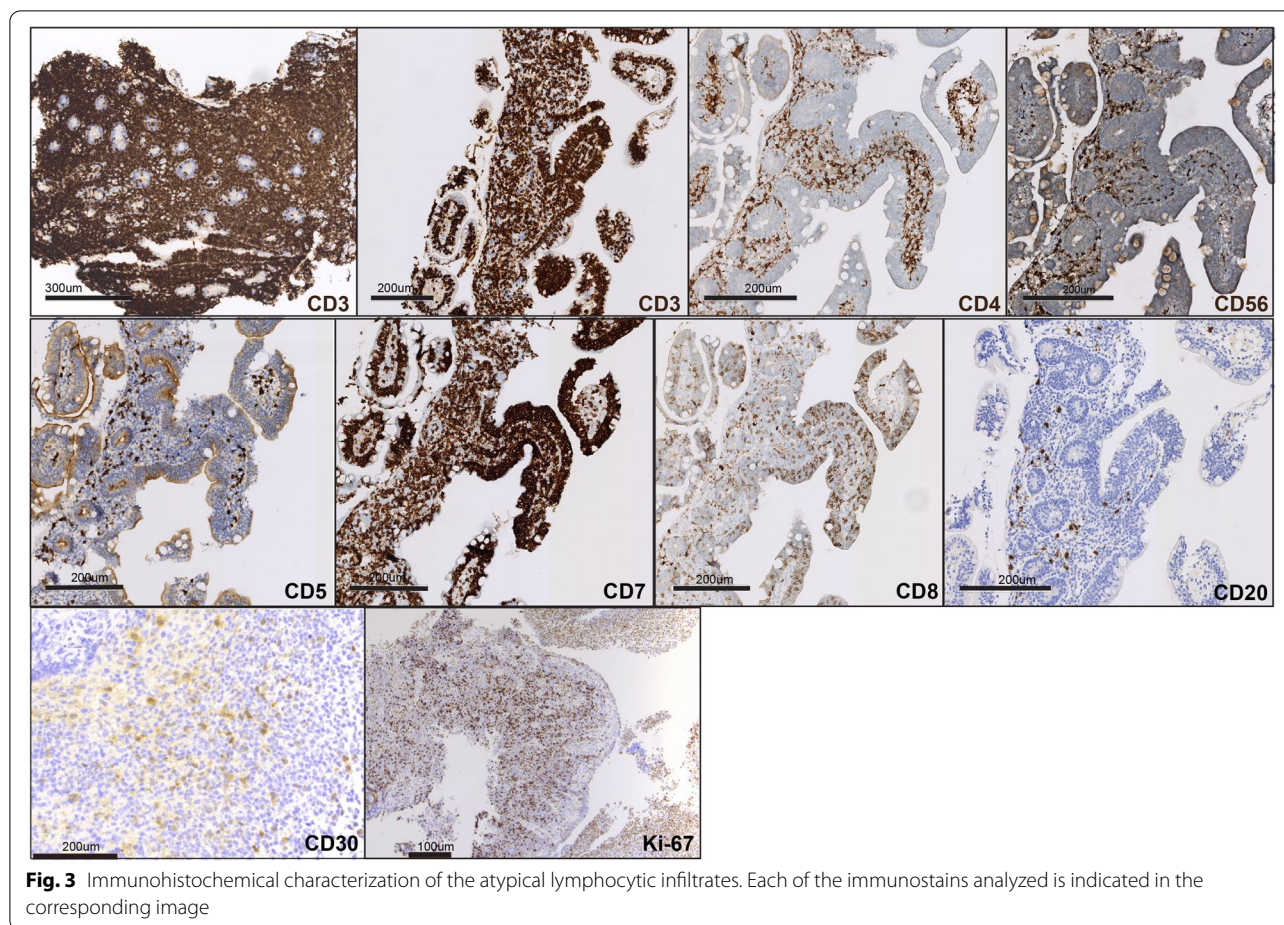 300um
CD3
200um
CD3
200um
CD4
200um
CD56
200um
CD5
200um
CD7
200um
CD8
200um
CD20
200um
CD30
100um
Ki-67
Fig. 3 Immunohistochemical characterization of the atypical lymphocytic infiltrates. Each of the immunostains analyzed is indicated in the
corresponding image